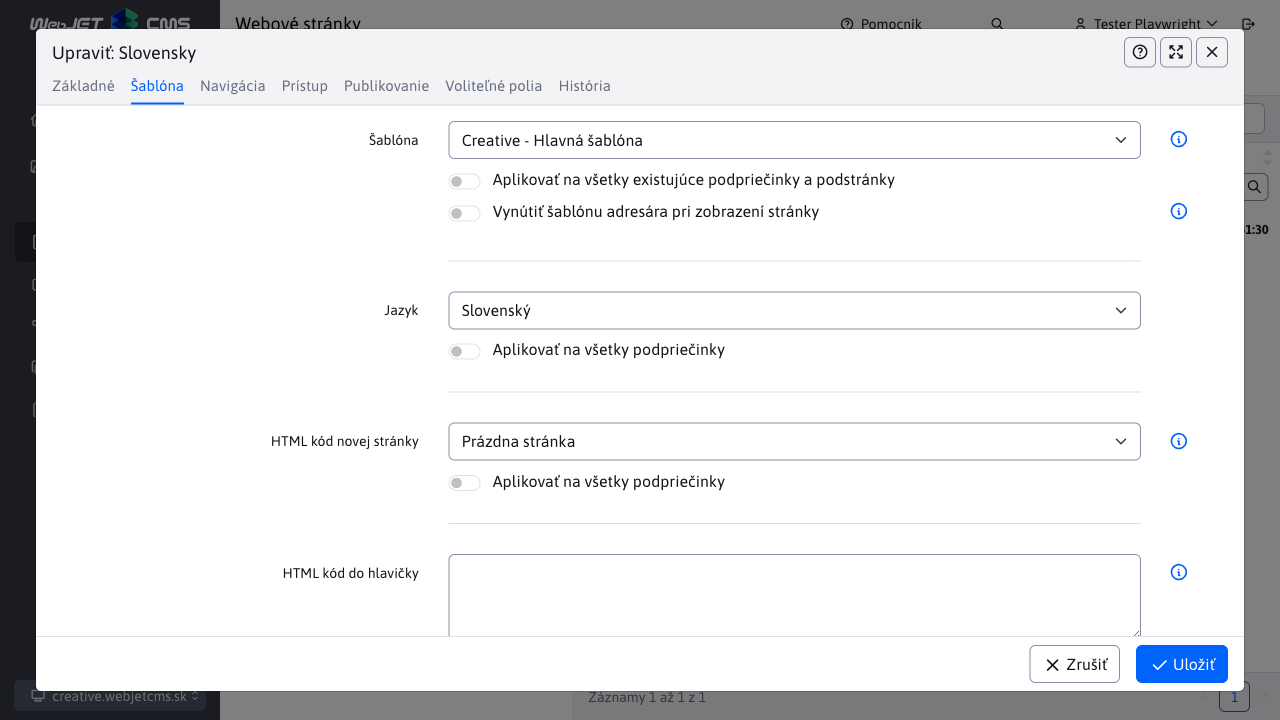 WebJET CMS
Webové stránky
Pomocník
Tester Playwright
Upraviť: Slovensky
Základné Šablóna Navigácia Prístup Publikovanie Voliteľné polia História
Šablóna
Creative - Hlavná šablóna
Aplikovať na všetky existujúce podpriečinky a podstránky
Vynútiť šablónu adresára pri zobrazení stránky
1:30
Jazyk
Slovenský
Aplikovať na všetky podpriečinky
HTML kód novej stránky
Prázdna stránka
Aplikovať na všetky podpriečinky
HTML kód do hlavičky
Zrušiť
Uložiť
creative.webjetcms.sk
Záznamy 1 až 1 z 1
1